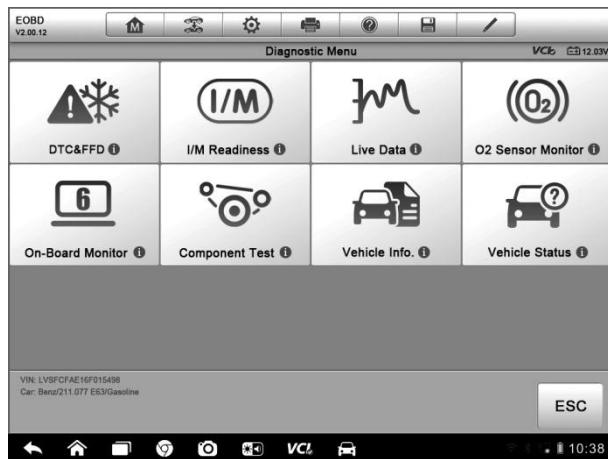 EOBD
V2.00.12
M
Diagnostic Menu
VCI
12.03V
I/M
O2
DTC&FFD
I/M Readiness
Live Data
O2 Sensor Monitor
6
?
On-Board Monitor
Component Test
Vehicle Info.
Vehicle Status
VIN: LVSFCFAE16F015498
Car: Benz/211.077 E63/Gasoline
ESC
VCI
10:38